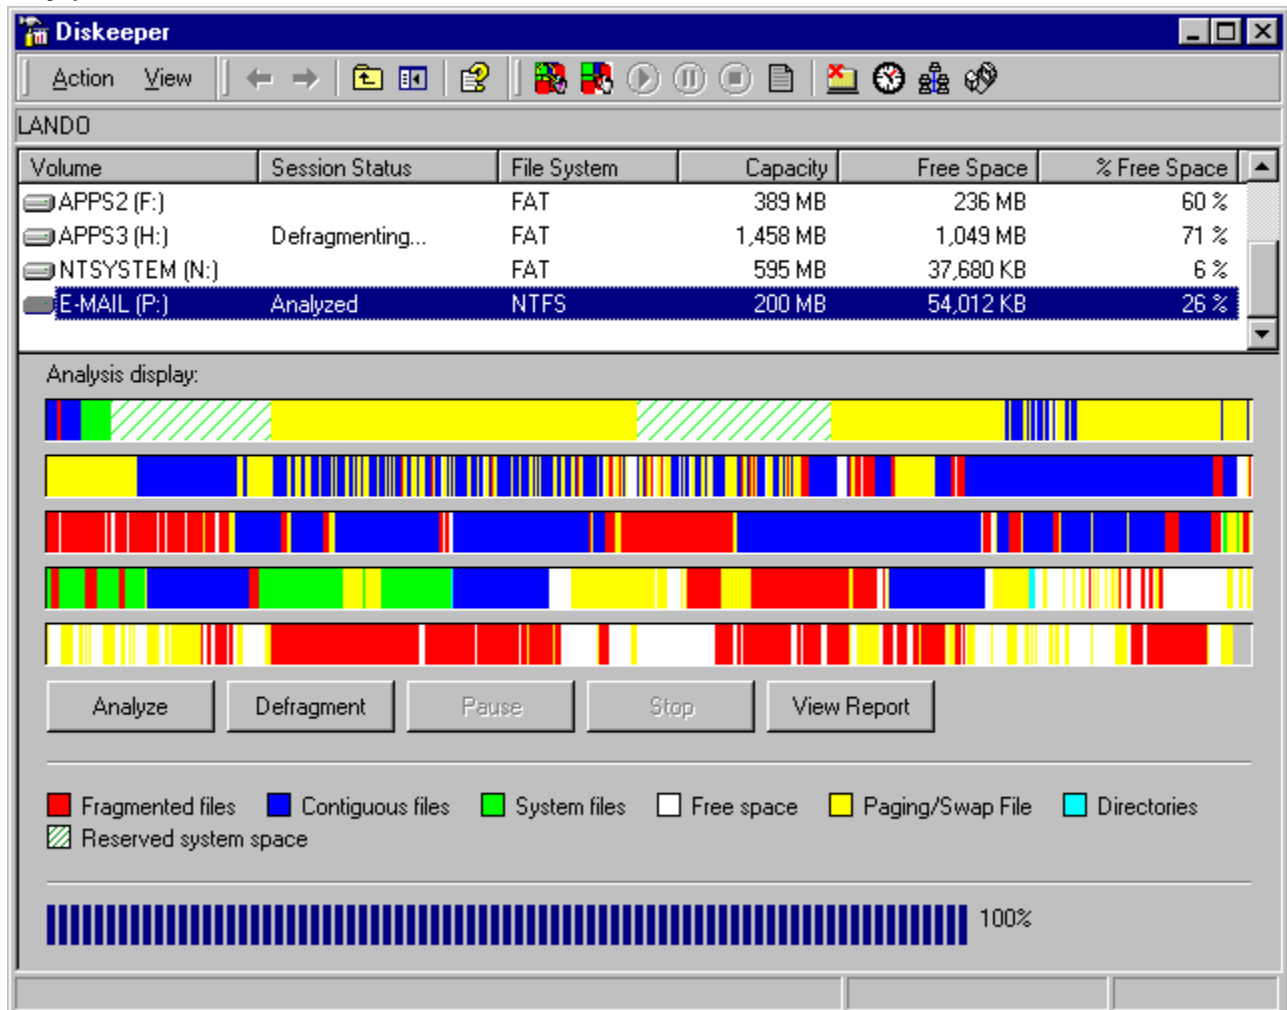 Diskeeper
Action View
LANDO
Volume Session Status File System Capacity Free Space % Free Space
APPS2 (F:) FAT 389 MB 236 MB 60 %
APPS3 (H:) Defragmenting... FAT 1,458 MB 1,049 MB 71 %
NTSYSTEM (N:) FAT 595 MB 37,680 KB 6 %
E-MAIL (P:) Analyzed NTFS 200 MB 54,012 KB 26 %
Analysis display:
Analyze Defragment Pause Stop View Report
Fragmented files Contiguous files System files Free space Paging/Swap File Directories
Reserved system space
100%